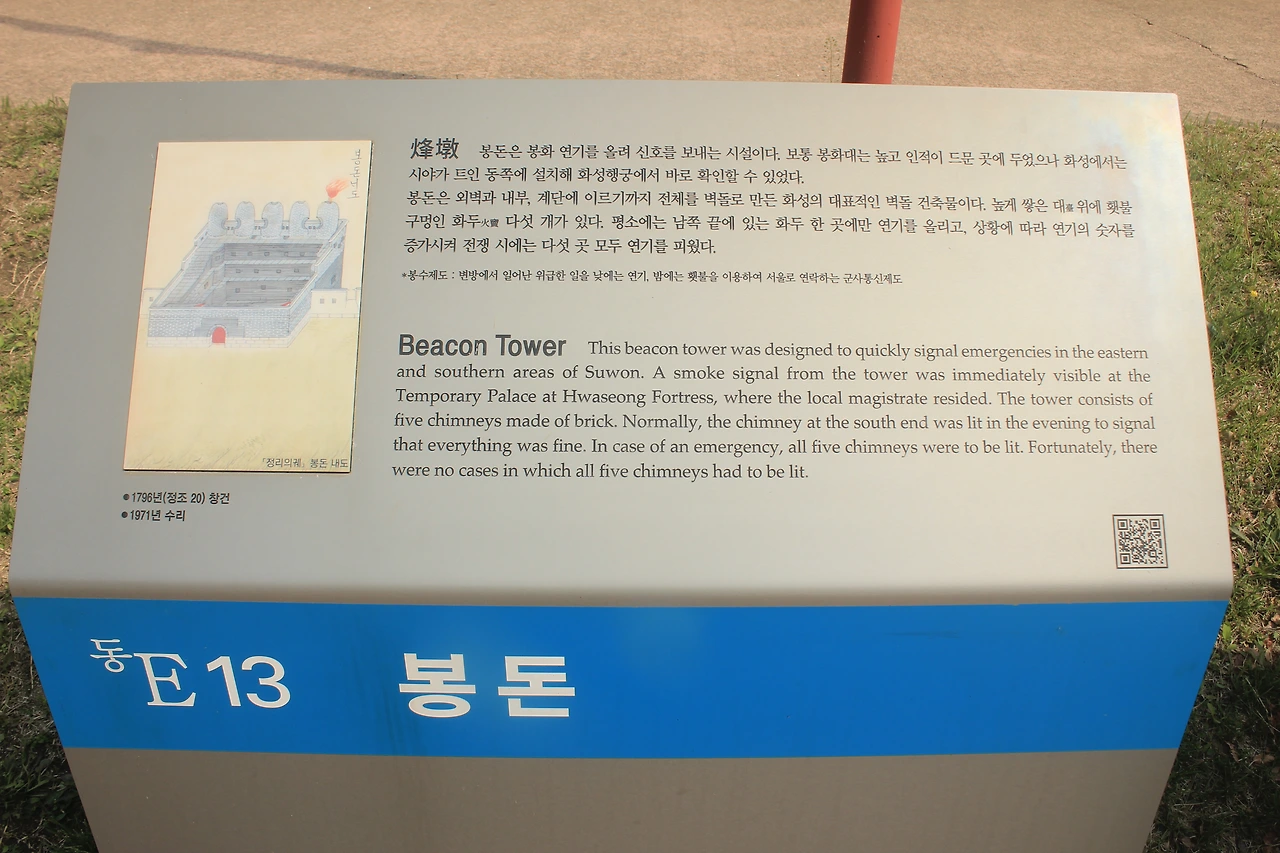 봉돈내도
烽墩 봉돈은 봉화 연기를 올려 신호를 보내는 시설이다. 보통 봉화대는 높고 인적이 드문 곳에 두었으나 화성에서는
시야가 트인 동쪽에 설치해 화성행궁에서 바로 확인할 수 있었다.
봉돈은 외벽과 내부, 계단에 이르기까지 전체를 벽돌로 만든 화성의 대표적인 벽돌 건축물이다. 높게 쌓은 대臺 위에 횃불
구멍인 화두火竇 다섯 개가 있다. 평소에는 남쪽 끝에 있는 화두 한 곳에만 연기를 올리고, 상황에 따라 연기의 숫자를
증가시켜 전쟁 시에는 다섯 곳 모두 연기를 피웠다.
*봉수제도 : 변방에서 일어난 위급한 일을 낮에는 연기, 밤에는 횃불을 이용하여 서울로 연락하는 군사통신제도
Beacon Tower This beacon tower was designed to quickly signal emergencies in the eastern
and southern areas of Suwon. A smoke signal from the tower was immediately visible at the
Temporary Palace at Hwaseong Fortress, where the local magistrate resided. The tower consists of
five chimneys made of brick. Normally, the chimney at the south end was lit in the evening to signal
that everything was fine. In case of an emergency, all five chimneys were to be lit. Fortunately, there
were no cases in which all five chimneys had to be lit.
「정리의궤」 봉돈 내도
●1796년(정조 20) 창건
●1971년 수리
동E13 봉돈